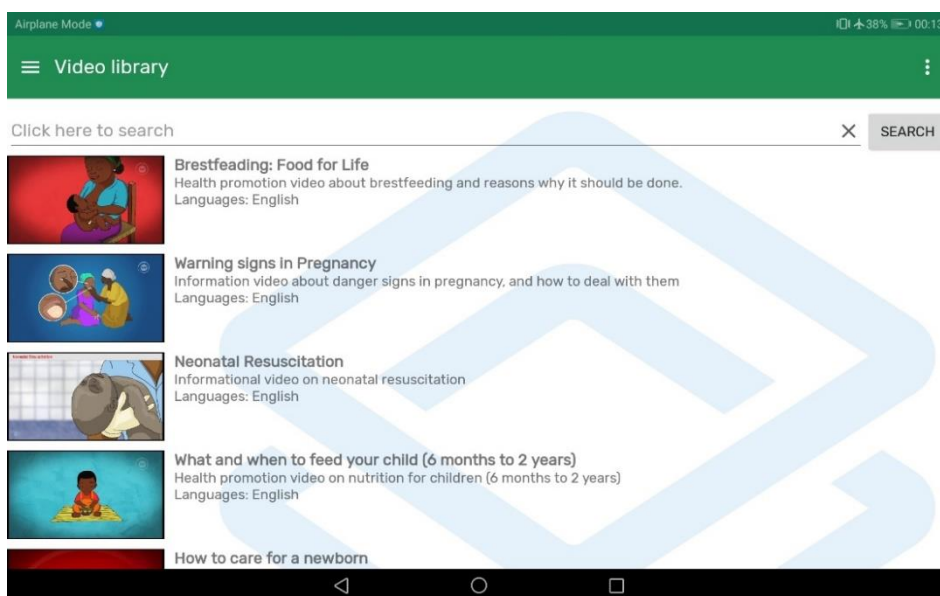 Airplane Mode
38% 00:13
Video library
Click here to search
SEARCH
Brestfeading: Food for Life
Health promotion video about brestfeeding and reasons why it should be done.
Languages: English
Warning signs in Pregnancy
Information video about danger signs in pregnancy, and how to deal with them
Languages: English
Neonatal Resuscitation
Informational video on neonatal resuscitation
Languages: English
What and when to feed your child (6 months to 2 years)
Health promotion video on nutrition for children (6 months to 2 years)
Languages: English
How to care for a newborn